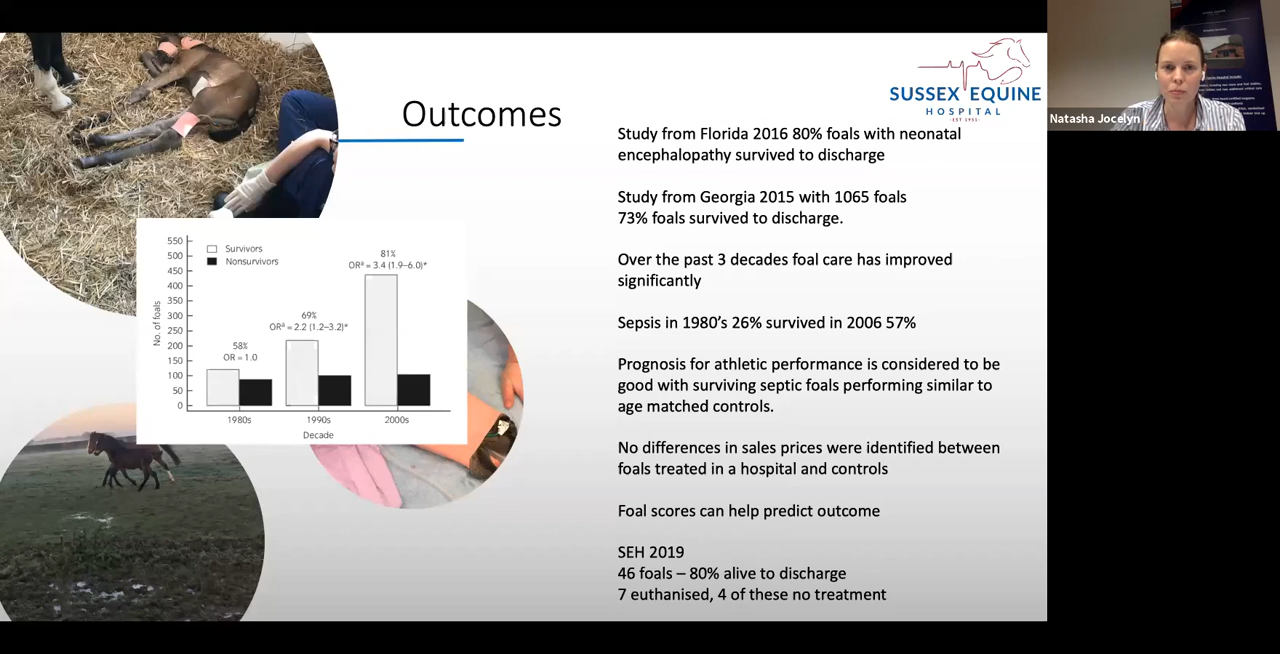 Outcomes
SUSSEX EQUINE
HOSPITAL
EST 1951
Natasha Jocelyn
Study from Florida 2016 80% foals with neonatal
encephalopathy survived to discharge
Study from Georgia 2015 with 1065 foals
73% foals survived to discharge.
Over the past 3 decades foal care has improved
significantly
Sepsis in 1980's 26% survived in 2006 57%
Prognosis for athletic performance is considered to be
good with surviving septic foals performing similar to
age matched controls.
No differences in sales prices were identified between
foals treated in a hospital and controls
Foal scores can help predict outcome
SEH 2019
46 foals – 80% alive to discharge
7 euthanised, 4 of these no treatment
No. of foals
550
500
450
400
350
300
250
200
150
100
50
0
Survivors
Nonsurvivors
58%
OR = 1.0
69%
ORª = 2.2 (1.2–3.2)*
81%
ORª = 3.4 (1.9–6.0)*
1980s
1990s
2000s
Decade